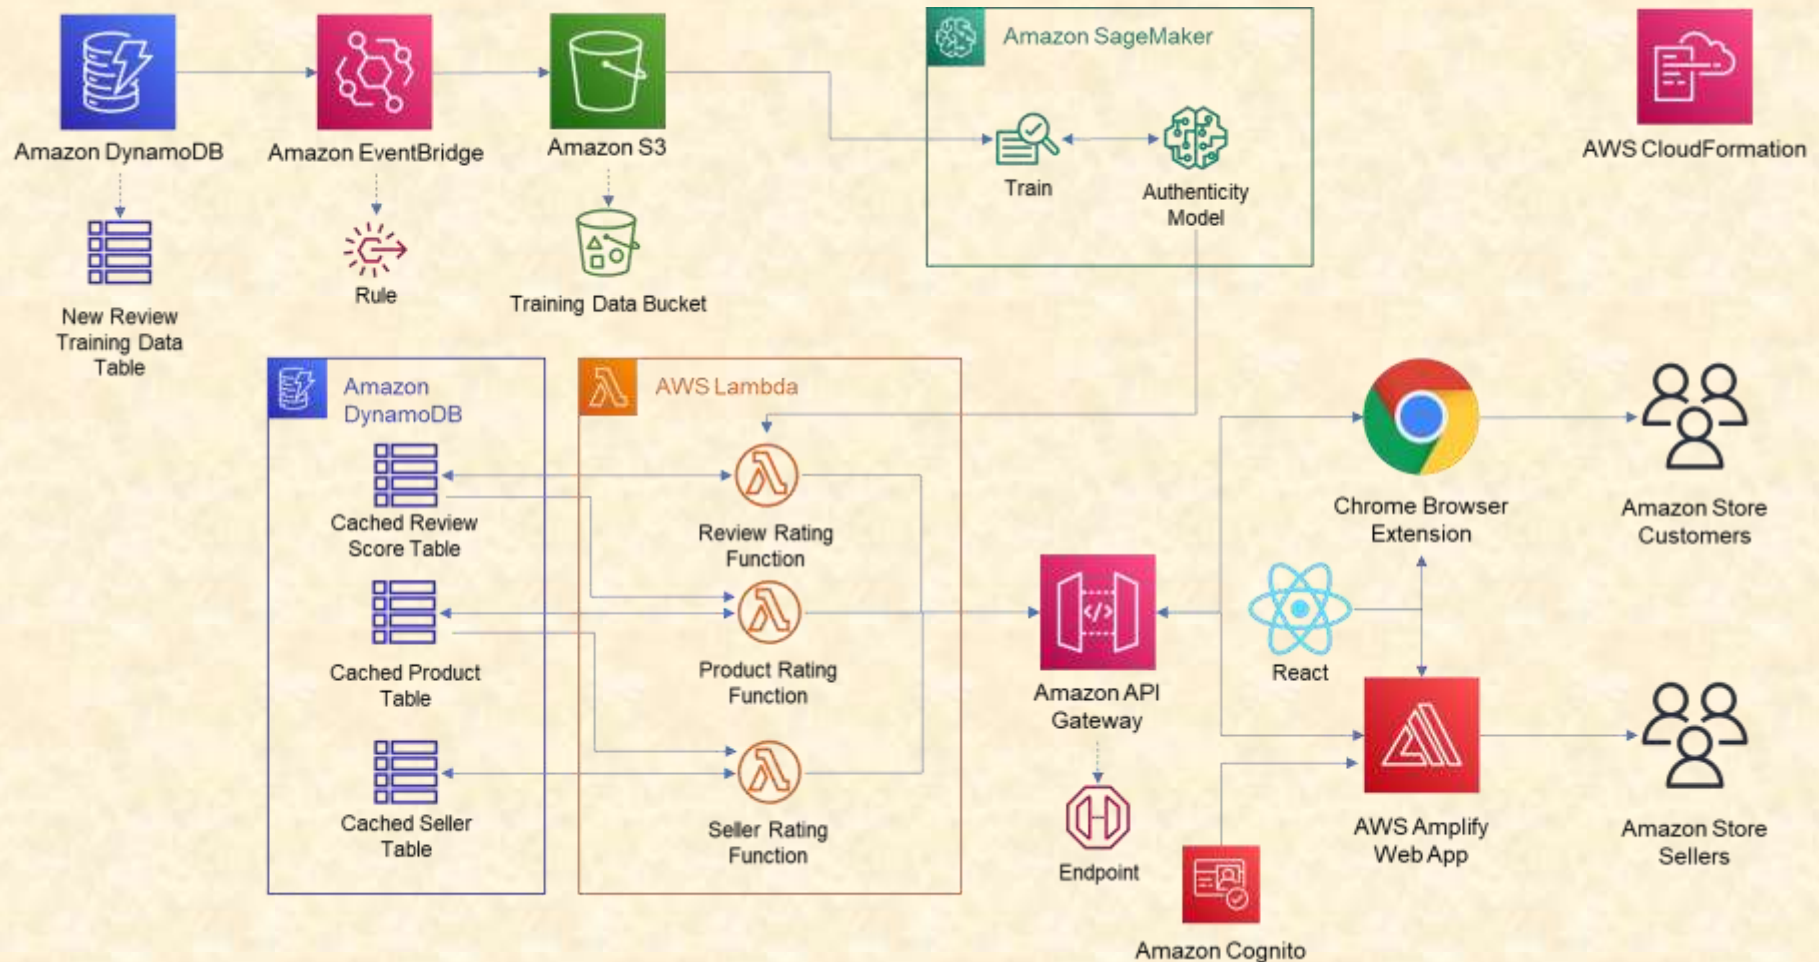 Amazon DynamoDB
Amazon EventBridge
Amazon S3
Amazon SageMaker
AWS CloudFormation
Train
Authenticity
Model
New Review
Training Data
Table
Rule
Training Data Bucket
Amazon
DynamoDB
AWS Lambda
Cached Review
Score Table
Review Rating
Function
Chrome Browser
Extension
Amazon Store
Customers
Cached Product
Table
Product Rating
Function
Amazon API
Gateway
</>
React
Cached Seller
Table
Seller Rating
Function
Endpoint
AWS Amplify
Web App
Amazon Store
Sellers
Amazon Cognito